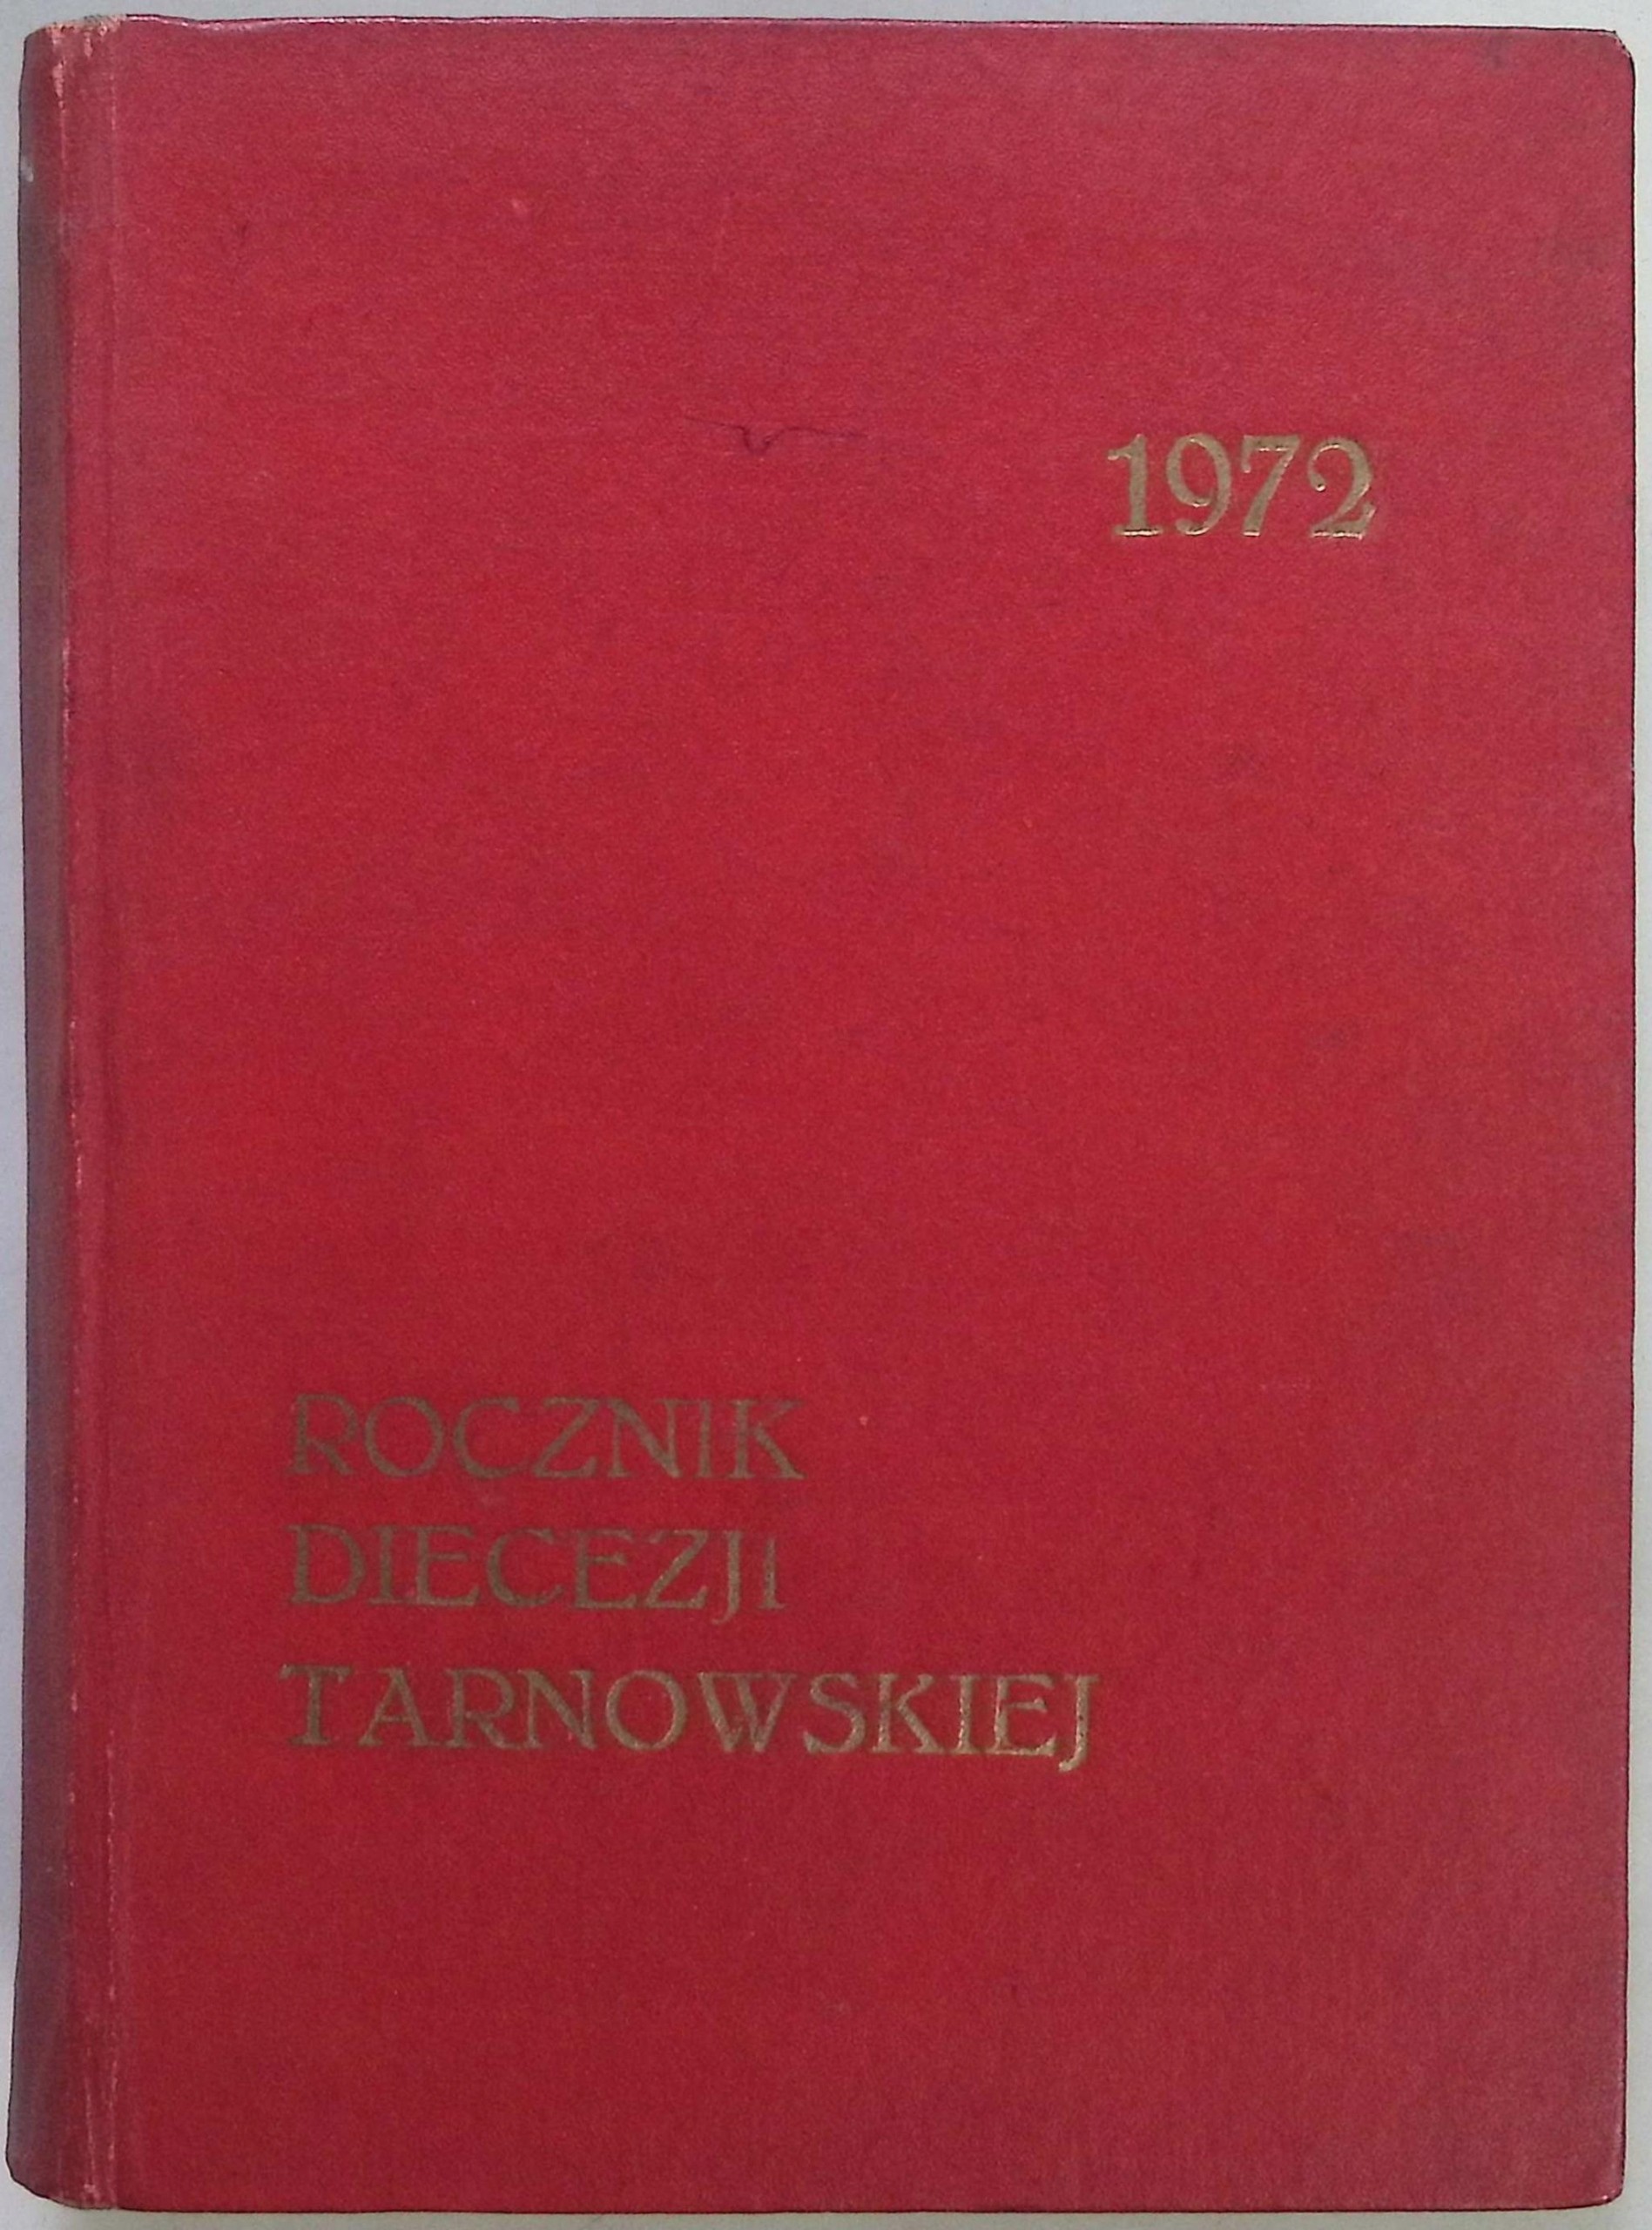 1972
ROCZNIK
DIECEZJI
TARNOWSKIEJ